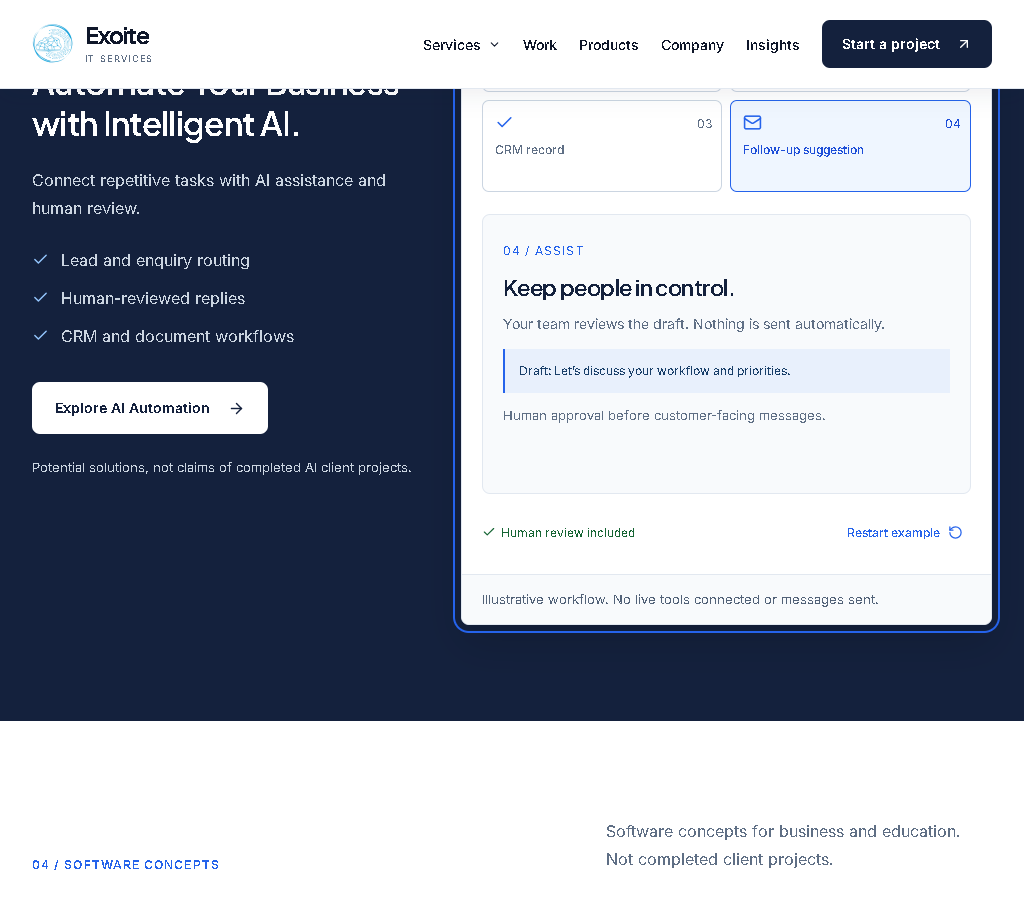 Exoite
IT SERVICES
Services
Work
Products
Company
Insights
Start a project
Automate Your Business
with Intelligent AI.
Connect repetitive tasks with AI assistance and
human review.
Lead and enquiry routing
Human-reviewed replies
CRM and document workflows
Explore AI Automation
Potential solutions, not claims of completed AI client projects.
03
CRM record
04
Follow-up suggestion
04 / ASSIST
Keep people in control.
Your team reviews the draft. Nothing is sent automatically.
Draft: Let's discuss your workflow and priorities.
Human approval before customer-facing messages.
Human review included
Restart example
Illustrative workflow. No live tools connected or messages sent.
04 / SOFTWARE CONCEPTS
Software concepts for business and education.
Not completed client projects.